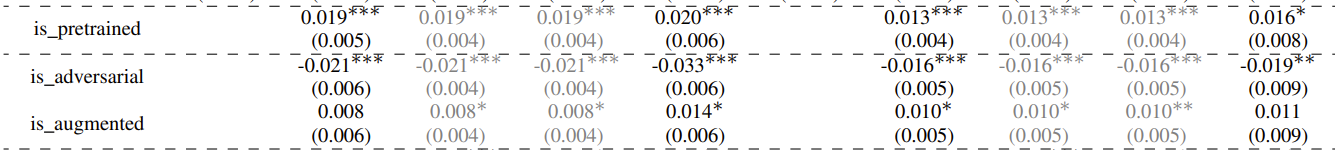 is_pretrained 0.019*** 0.019*** 0.019*** 0.020*** 0.013*** 0.013*** 0.013*** 0.016*
(0.005) (0.004) (0.004) (0.006) (0.004) (0.004) (0.004) (0.008)
is_adversarial -0.021*** -0.021*** -0.021*** -0.033*** -0.016*** -0.016*** -0.016*** -0.019**
(0.006) (0.004) (0.004) (0.006) (0.005) (0.005) (0.005) (0.009)
is_augmented 0.008 0.008* 0.008* 0.014* 0.010* 0.010* 0.010** 0.011
(0.006) (0.004) (0.004) (0.006) (0.005) (0.005) (0.005) (0.009)